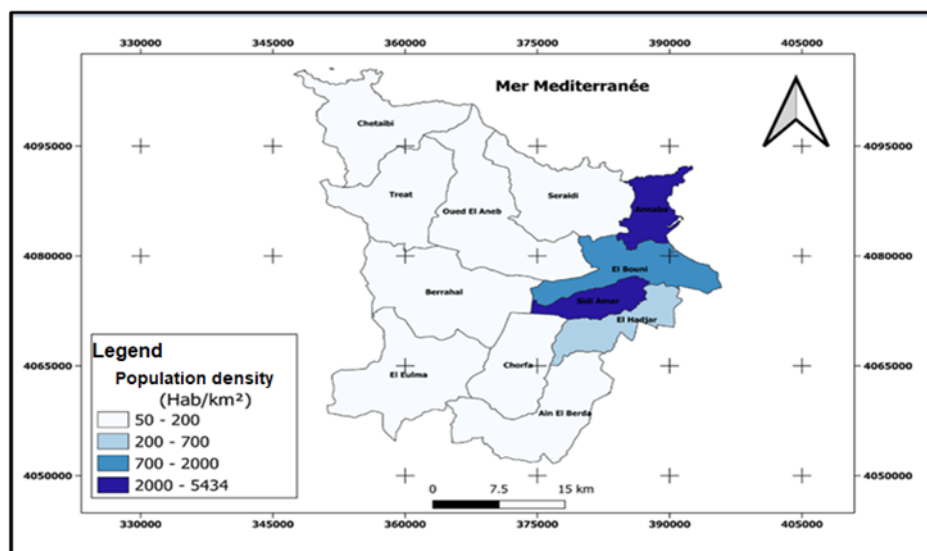 330000 345000 360000 375000 390000 405000
Mer Mediterranée
Chetaibi
4095000 4095000
Treat
Seraidi
Oued El Aneb
Annaba
4080000 4080000
El Bouni
Berrahal
Sidi Amar
El Hadjar
Legend
Population density
(Hab/km²)
50 - 200
200 - 700
700 - 2000
2000 - 5434
4065000 4065000
Chorfa
El Eulma
Ain El Berda
4050000 4050000
0 7.5 15 km
330000 345000 360000 375000 390000 405000